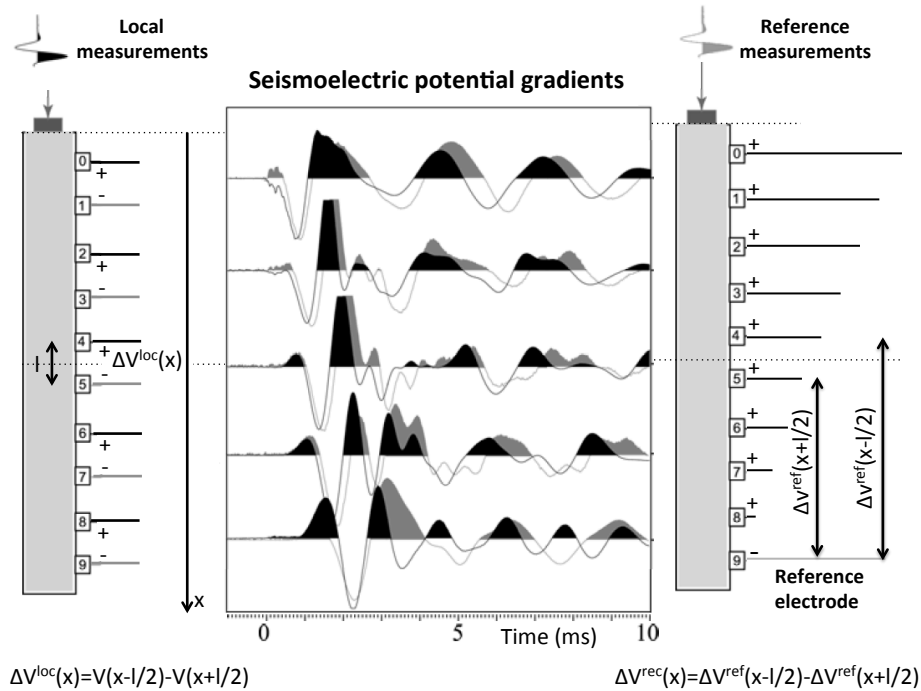 Local
measurements
Reference
measurements
Seismoelectric potential gradients
0
+
-
1
2
+
-
3
4
+
-
5
6
+
-
7
8
+
-
9
l
ΔV^loc(x)
x
0 5 10
Time (ms)
+
0
+
1
+
2
+
3
+
4
+
5
+
6
+
7
+
8
-
9
Δv^ref(x+l/2)
Δv^ref(x-l/2)
Reference
electrode
ΔV^loc(x)=V(x-l/2)-V(x+l/2)
ΔV^rec(x)=ΔV^ref(x-l/2)-ΔV^ref(x+l/2)